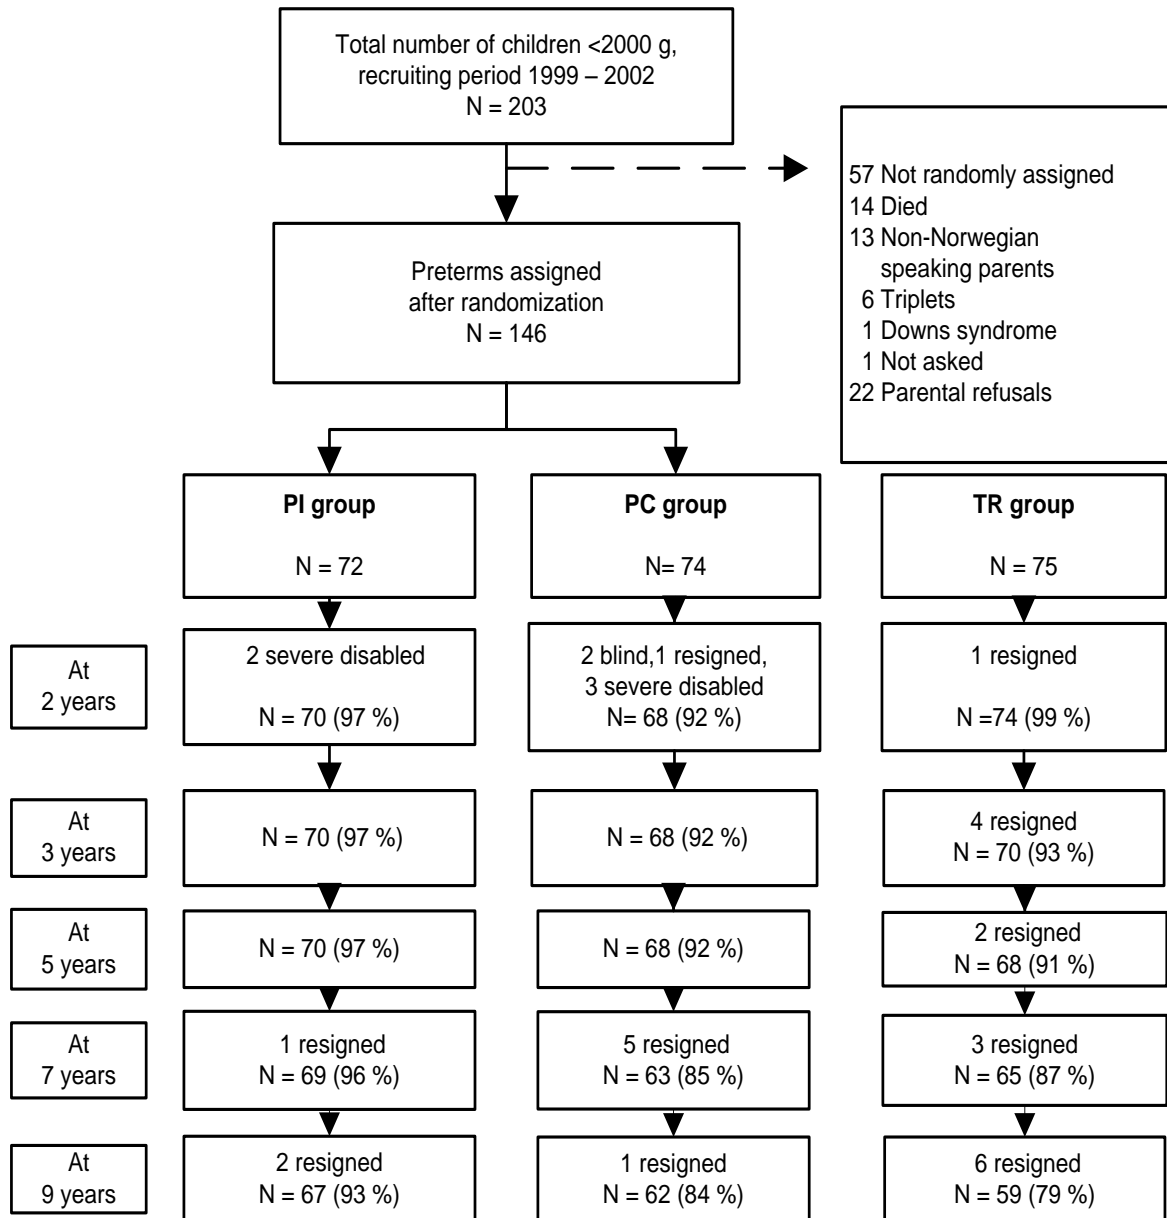 Total number of children <2000 g,
recruiting period 1999 – 2002
N = 203
57 Not randomly assigned
14 Died
13 Non-Norwegian
speaking parents
6 Triplets
1 Downs syndrome
1 Not asked
22 Parental refusals
Preterms assigned
after randomization
N = 146
PI group
N = 72
PC group
N= 74
TR group
N = 75
At
2 years
2 severe disabled
N = 70 (97 %)
2 blind,1 resigned,
3 severe disabled
N= 68 (92 %)
1 resigned
N =74 (99 %)
At
3 years
N = 70 (97 %)
N = 68 (92 %)
4 resigned
N = 70 (93 %)
At
5 years
N = 70 (97 %)
N = 68 (92 %)
2 resigned
N = 68 (91 %)
At
7 years
1 resigned
N = 69 (96 %)
5 resigned
N = 63 (85 %)
3 resigned
N = 65 (87 %)
At
9 years
2 resigned
N = 67 (93 %)
1 resigned
N = 62 (84 %)
6 resigned
N = 59 (79 %)